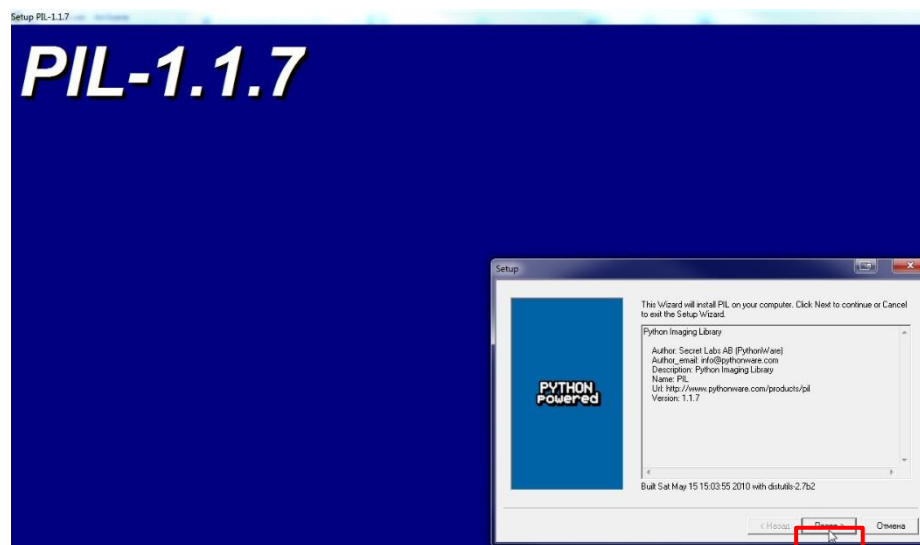 Setup PIL-1.1.7
PIL-1.1.7
Setup
This Wizard will install PIL on your computer. Click Next to continue or Cancel
to exit the Setup Wizard.
Python Imaging Library
Author: Secret Labs AB (PythonWare)
Author_email: info@pythonware.com
Description: Python Imaging Library
Name: PIL
Url: http://www.pythonware.com/products/pil
Version: 1.1.7
PYTHON
powered
Built Sat May 15 15:03:55 2010 with distutils-2.7b2
< Назад
Отмена